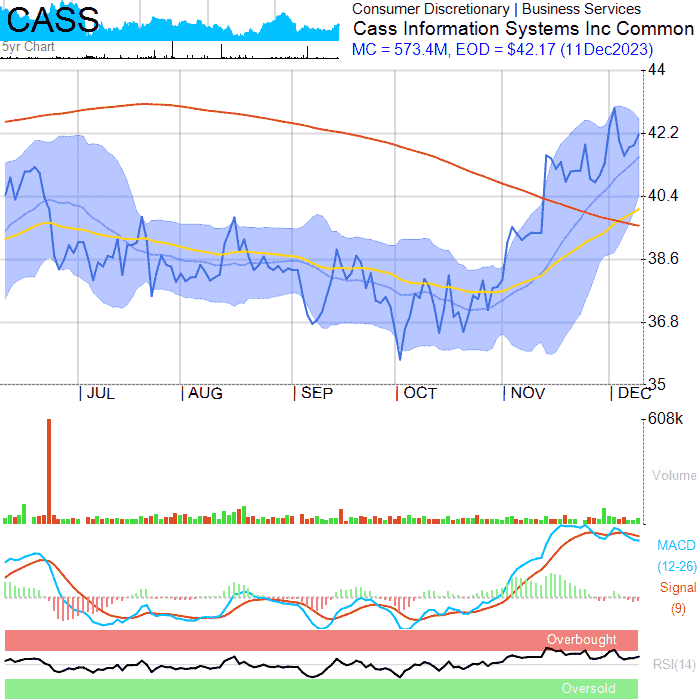 CASS
5yr Chart
Consumer Discretionary | Business Services
Cass Information Systems Inc Common
MC = 573.4M, EOD = $42.17 (11Dec2023)
44
42.2
40.4
38.6
36.8
35
JUL AUG SEP OCT NOV DEC
608k
Volume
MACD
(12-26)
Signal
(9)
Overbought
RSI(14)
Oversold